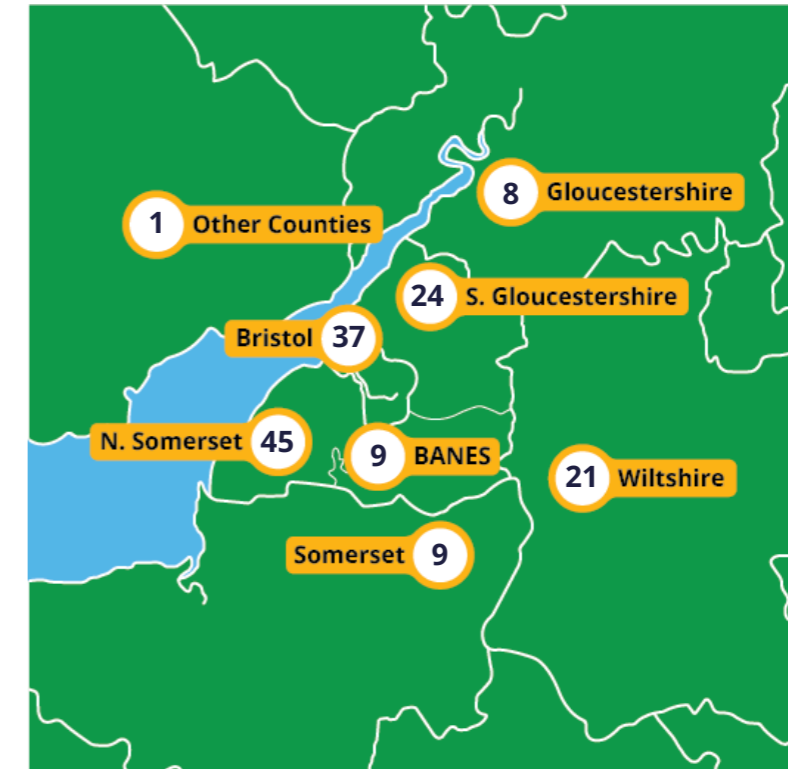 8 Gloucestershire
1 Other Counties
24 S. Gloucestershire
Bristol 37
N. Somerset 45
9 BANES
21 Wiltshire
Somerset 9